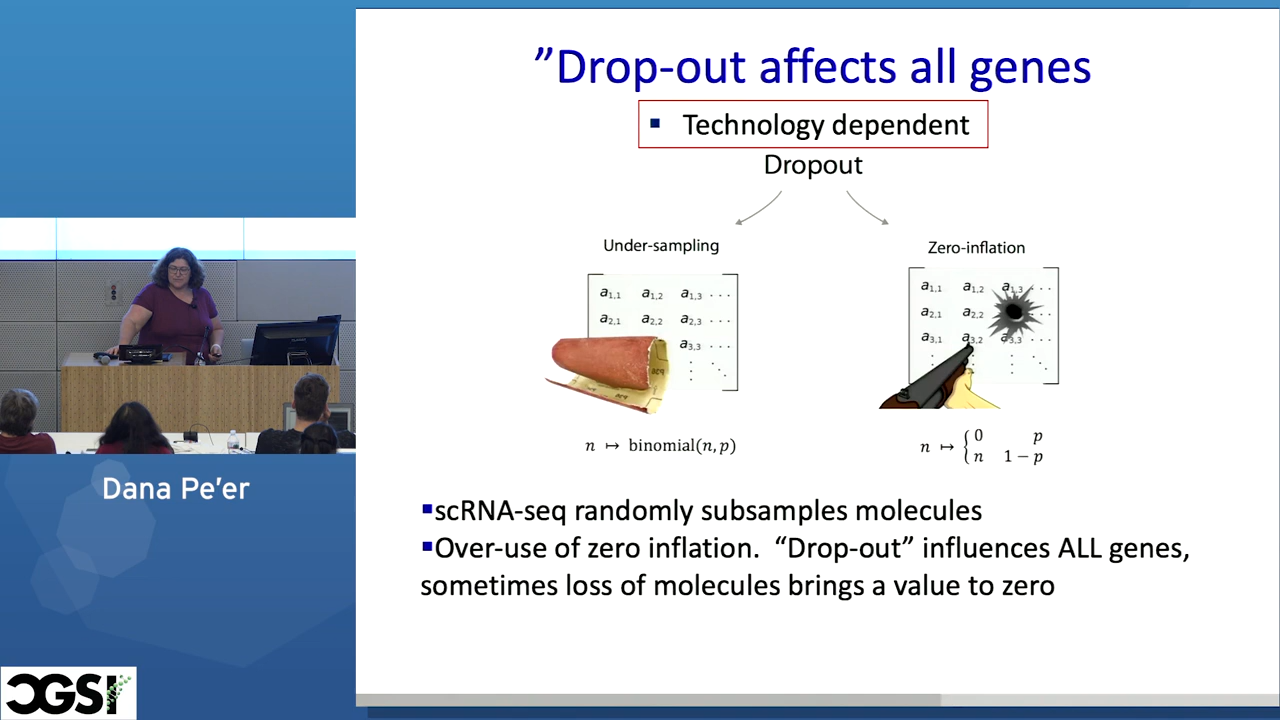 ”Drop-out affects all genes
▪ Technology dependent
Dropout
Under-sampling
Zero-inflation
a1,1 a1,2 a1,3 ...
a2,1 a2,2 a2,3 ...
a3,3 ...
a1,1 a1,2 a1,3 ...
a2,1 a2,2 ...
a3,1 a3,2 a3,3 ...
n ↦ binomial(n, p)
n ↦ { 0 p
n 1 − p
▪scRNA-seq randomly subsamples molecules
▪Over-use of zero inflation. “Drop-out” influences ALL genes,
sometimes loss of molecules brings a value to zero
Dana Pe’er
CGSI